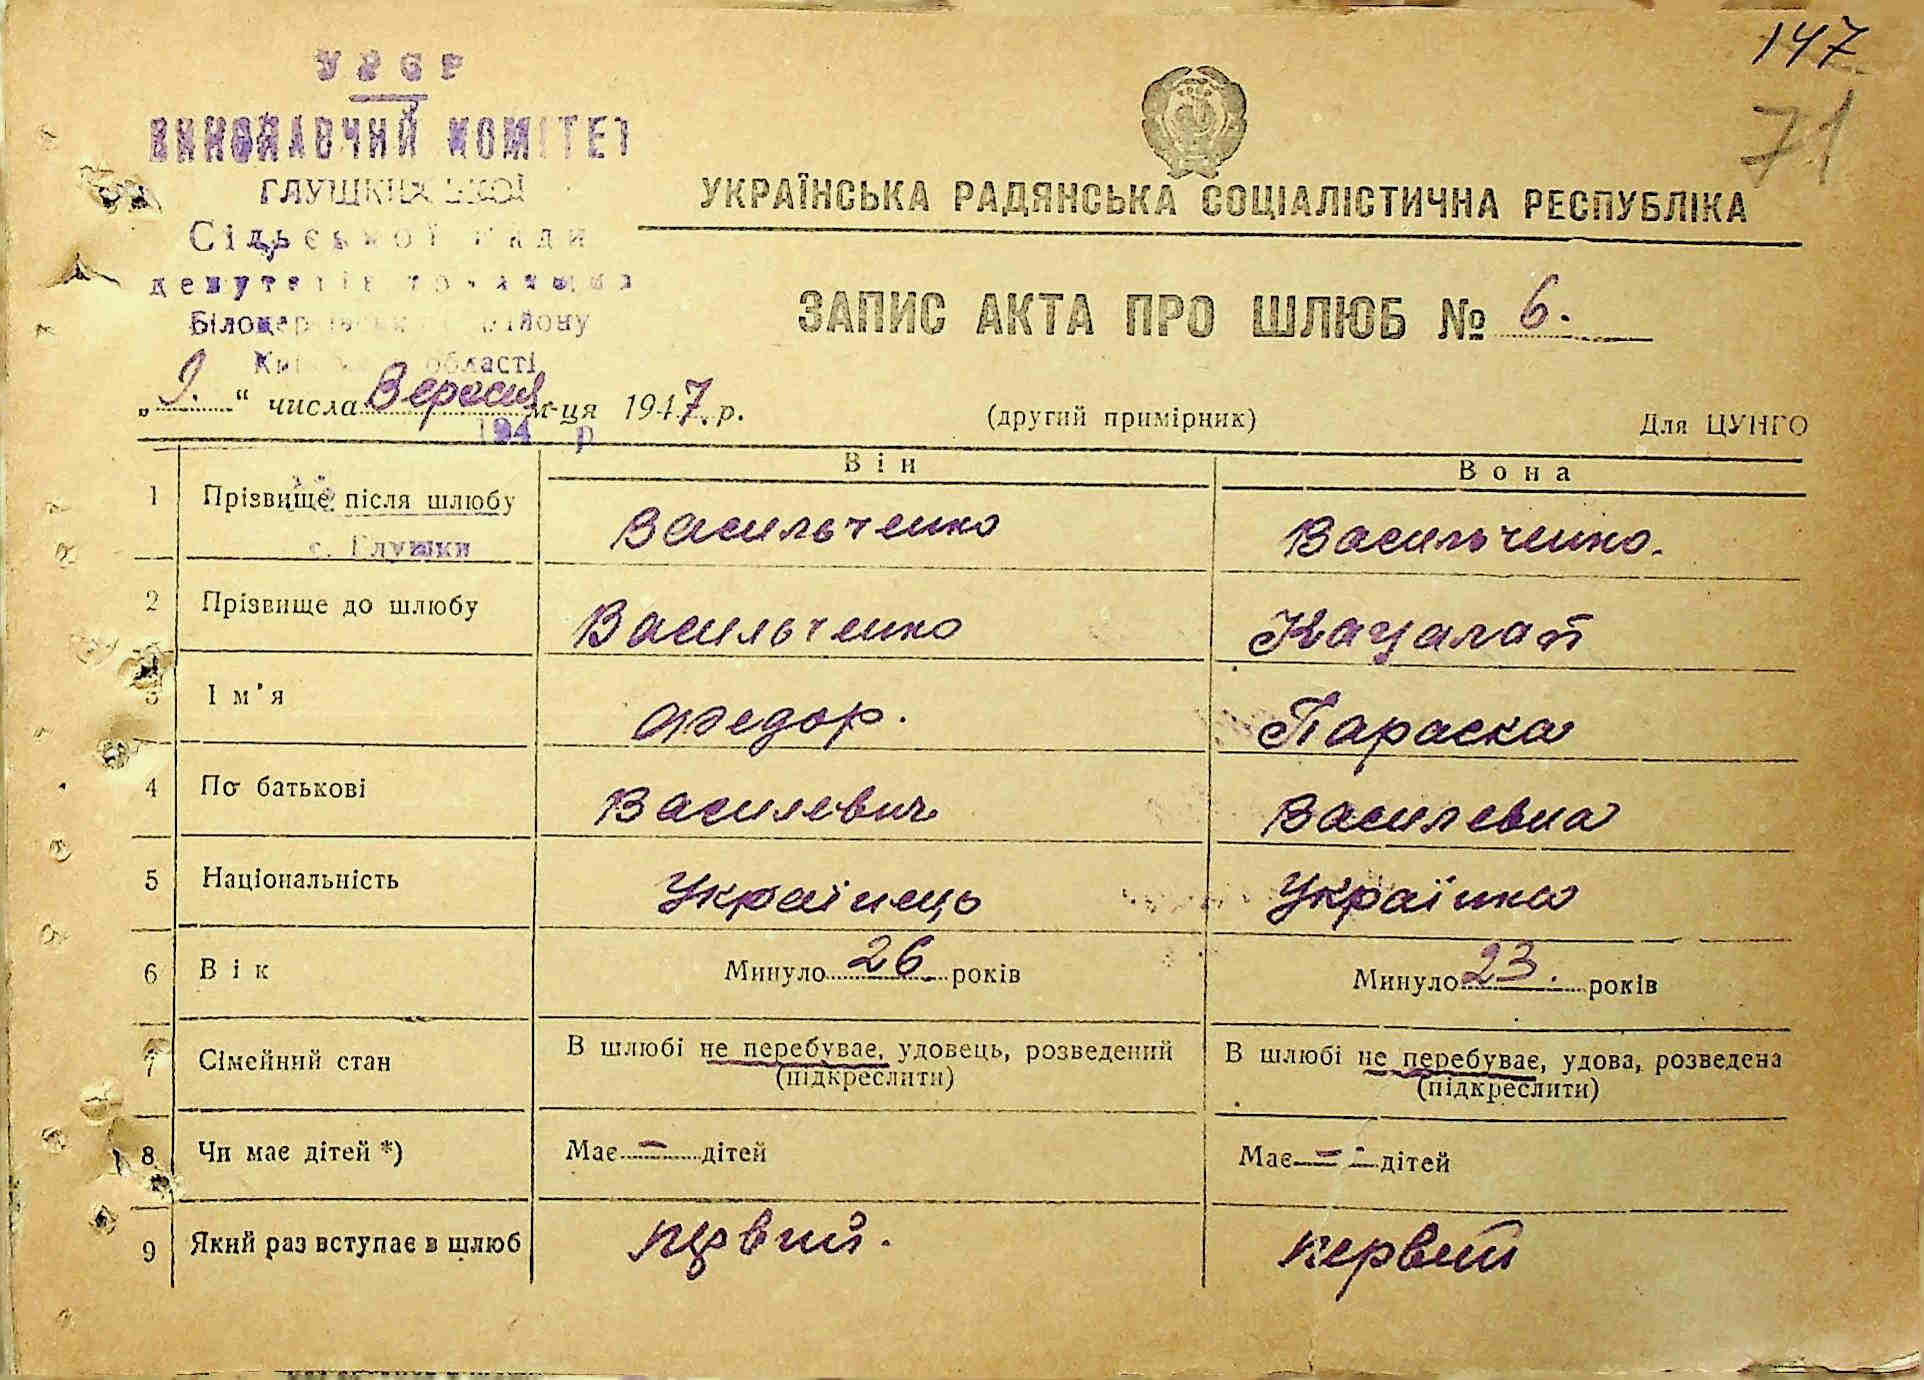 147
71
УРСР
ВИКОНАВЧИЙ КОМІТЕТ
Сільської Ради
депутатів трудящих
Білоцерківського району
Київської області
194 р
с. Глушки
УКРАЇНСЬКА РАДЯНСЬКА СОЦІАЛІСТИЧНА РЕСПУБЛІКА
ЗАПИС АКТА ПРО ШЛЮБ № 6.
числа Вересня м-ця 1947 р.
(другий примірник)
Для ЦУНГО
Він
Вона
1 Прізвище після шлюбу Васильченко Васильченко.
2 Прізвище до шлюбу Васильченко
3 Ім'я Федор. Параска
4 По батькові Василевич Василевна
5 Національність Українець Українка
6 Вік Минуло 26 років Минуло 23. років
7 Сімейний стан В шлюбі не перебуває, удовець, розведений В шлюбі не перебуває, удова, розведена
(підкреслити) (підкреслити)
8 Чи має дітей *) Має - дітей Має - - дітей
9 Який раз вступає в шлюб первий. первий